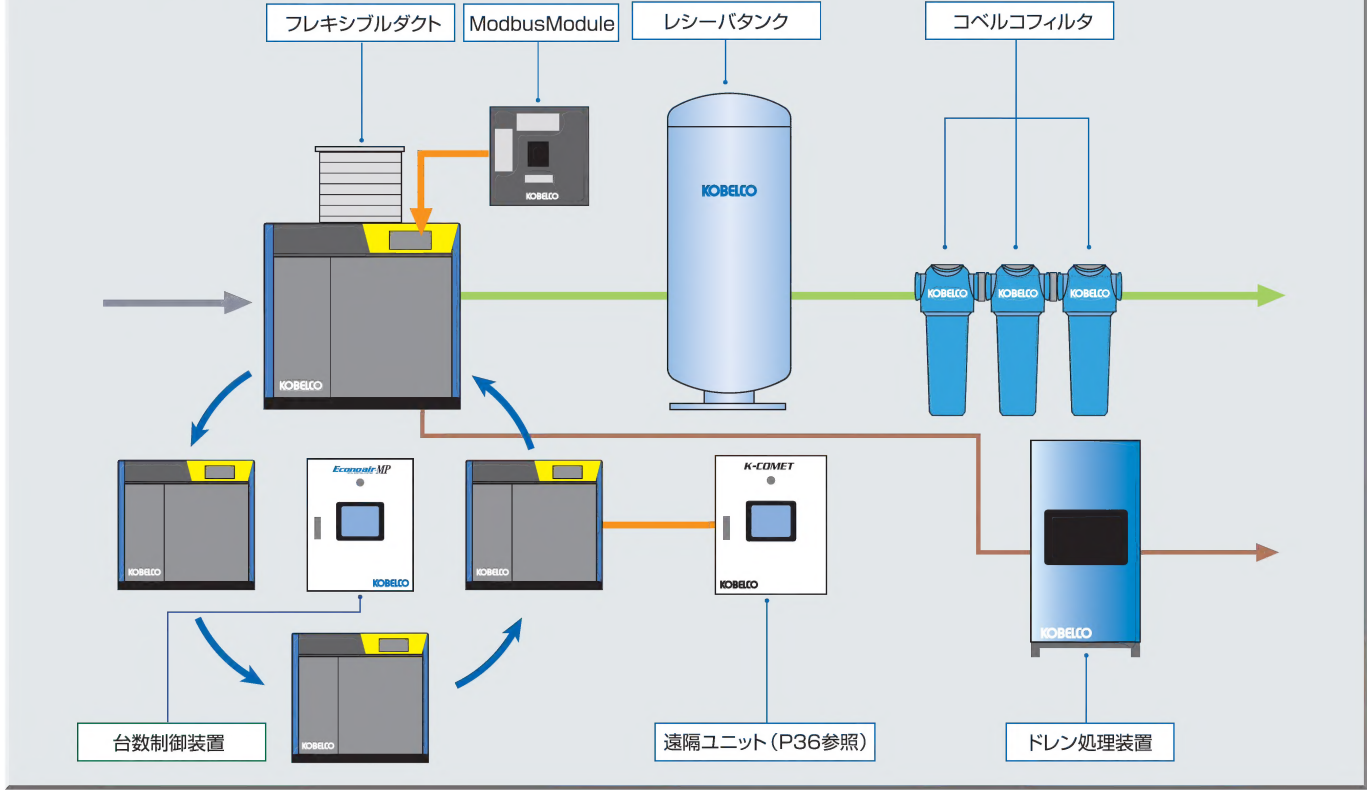 フレキシブルダクト
ModbusModule
レシーバタンク
コベルコフィルタ
KOBELCO
KOBELCO
KOBELCO
KOBELCO
KOBELCO
KOBELCO
Econoair MP
K-COMET
KOBELCO
KOBELCO
KOBELCO
KOBELCO
KOBELCO
KOBELCO
台数制御装置
遠隔ユニット(P36参照)
ドレン処理装置